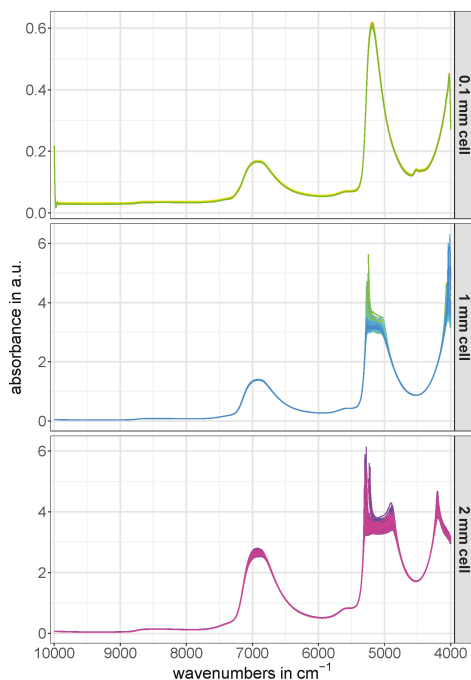 0.6
0.4
0.2
0.0
0.1 mm cell
6
4
2
0
1 mm cell
absorbance in a.u.
6
4
2
0
2 mm cell
10000 9000 8000 7000 6000 5000 4000
wavenumbers in cm⁻¹